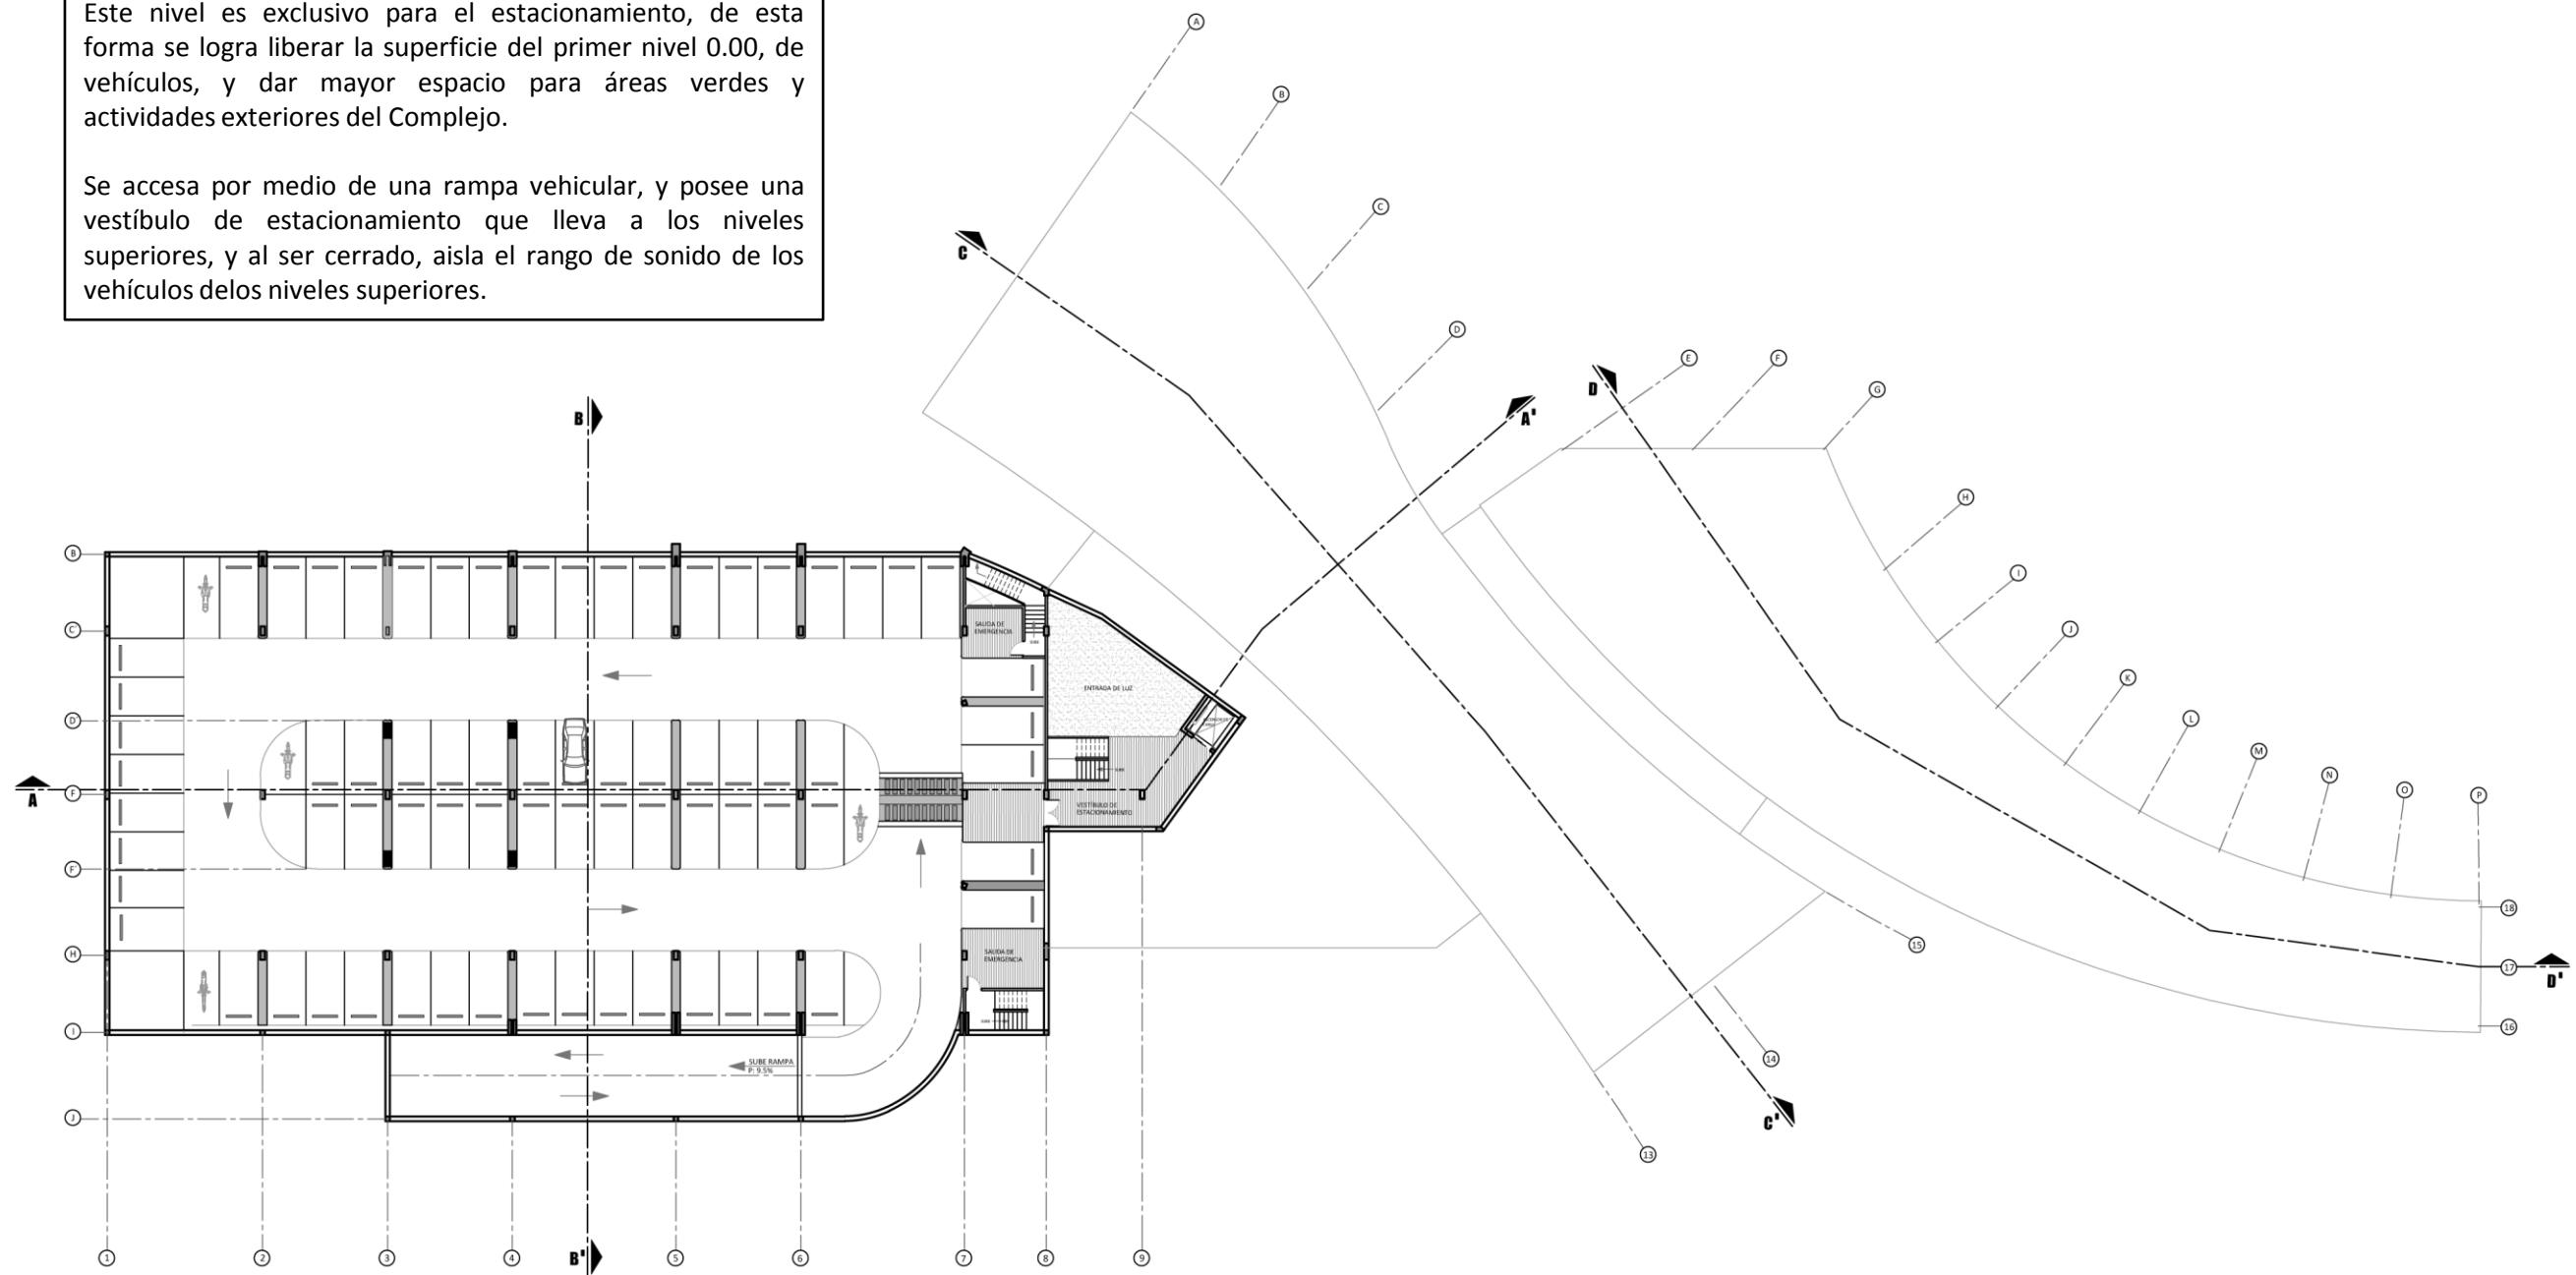 Este nivel es exclusivo para el estacionamiento, de esta
forma se logra liberar la superficie del primer nivel 0.00, de
vehículos, y dar mayor espacio para áreas verdes y
actividades exteriores del Complejo.
Se accesa por medio de una rampa vehicular, y posee una
vestíbulo de estacionamiento que lleva a los niveles
superiores, y al ser cerrado, aisla el rango de sonido de los
vehículos delos niveles superiores.
A
B
C
D
E
F
G
H
I
J
K
L
M
N
O
P
18
17
16
15
14
13
C
C'
D
D'
A
A'
B
B'
B
C
D
F
F'
H
I
J
SALIDA DE
EMERGENCIA
ENTRADA DE LUZ
VESTÍBULO DE
ESTACIONAMIENTO
SALIDA DE
EMERGENCIA
SUBE RAMPA
P: 9.5%
1
2
3
4
5
6
7
8
9